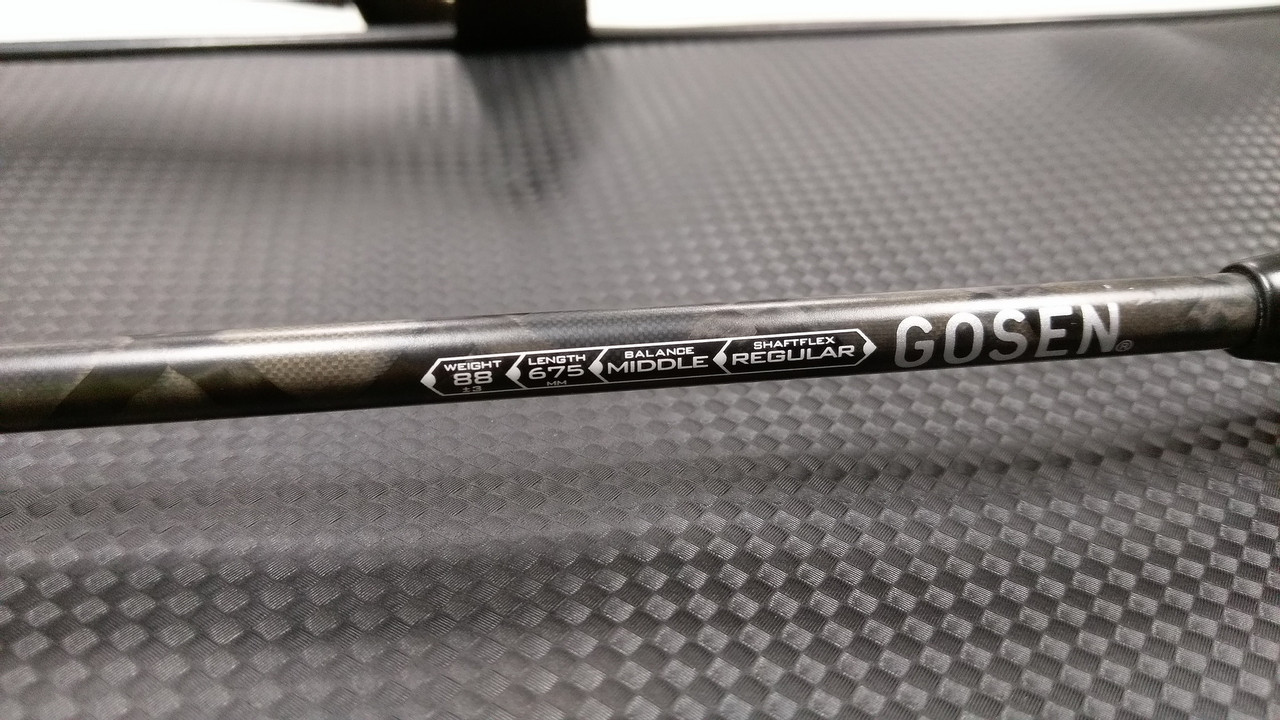 WEIGHT
88
±3
LENGTH
675
MM
BALANCE
MIDDLE
SHAFTFLEX
REGULAR
GOSEN®